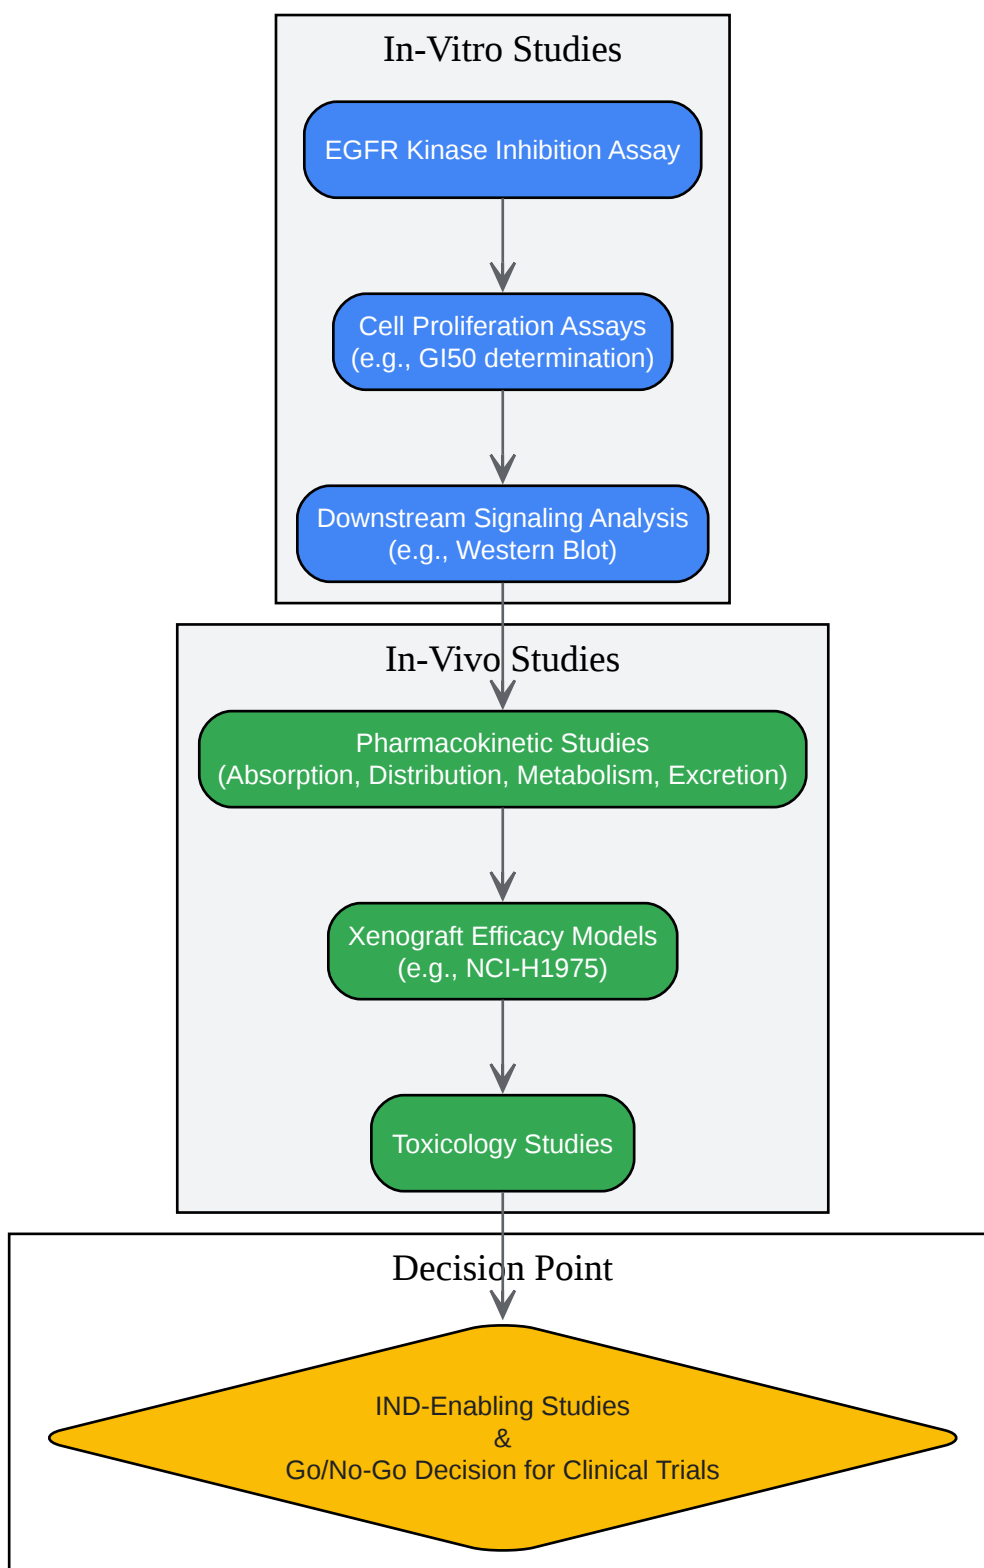 In-Vitro Studies
EGFR Kinase Inhibition Assay
Cell Proliferation Assays
(e.g., GI50 determination)
Downstream Signaling Analysis
(e.g., Western Blot)
In-Vivo Studies
Pharmacokinetic Studies
(Absorption, Distribution, Metabolism, Excretion)
Xenograft Efficacy Models
(e.g., NCI-H1975)
Toxicology Studies
Decision Point
IND-Enabling Studies
&
Go/No-Go Decision for Clinical Trials